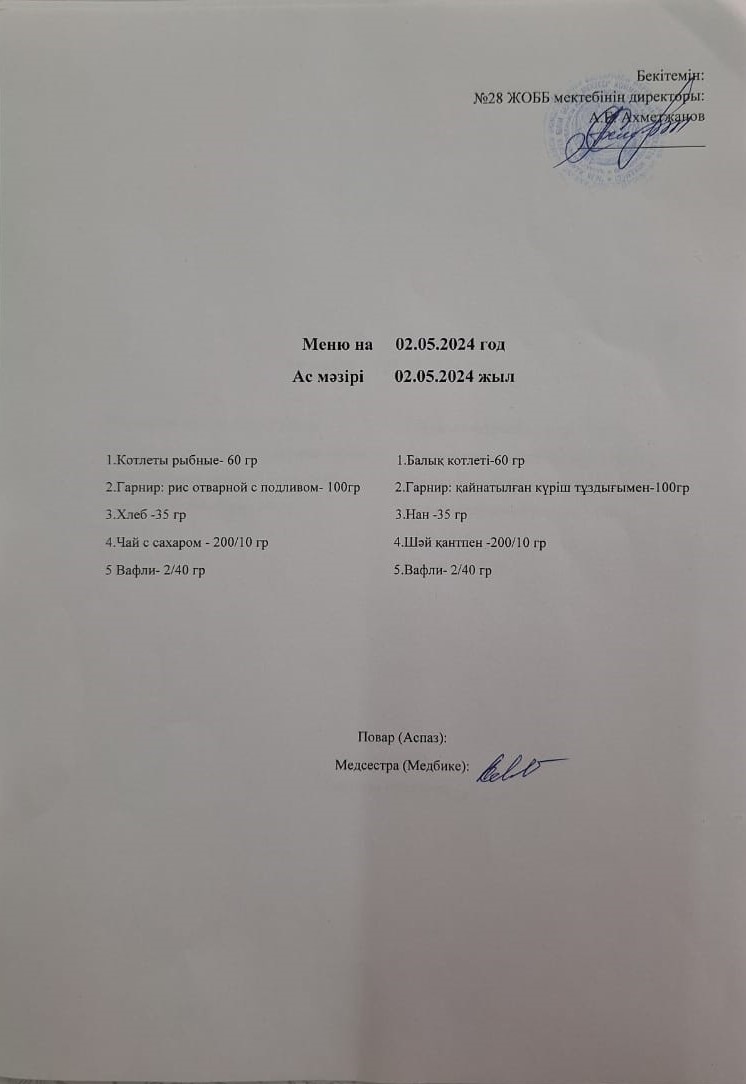 Бекітемін:
№28 ЖОББ мектебінің директоры:
Ахметжанов
Меню на 02.05.2024 год
Ас мәзірі 02.05.2024 жыл
1.Котлеты рыбные- 60 гр
2.Гарнир: рис отварной с подливом- 100гр
3.Хлеб -35 гр
4.Чай с сахаром - 200/10 гр
5 Вафли- 2/40 гр
1.Балық котлеті-60 гр
2.Гарнир: қайнатылған күріш тұздығымен-100гр
3.Нан -35 гр
4.Шәй қантпен -200/10 гр
5.Вафли- 2/40 гр
Повар (Аспаз):
Медсестра (Медбике):